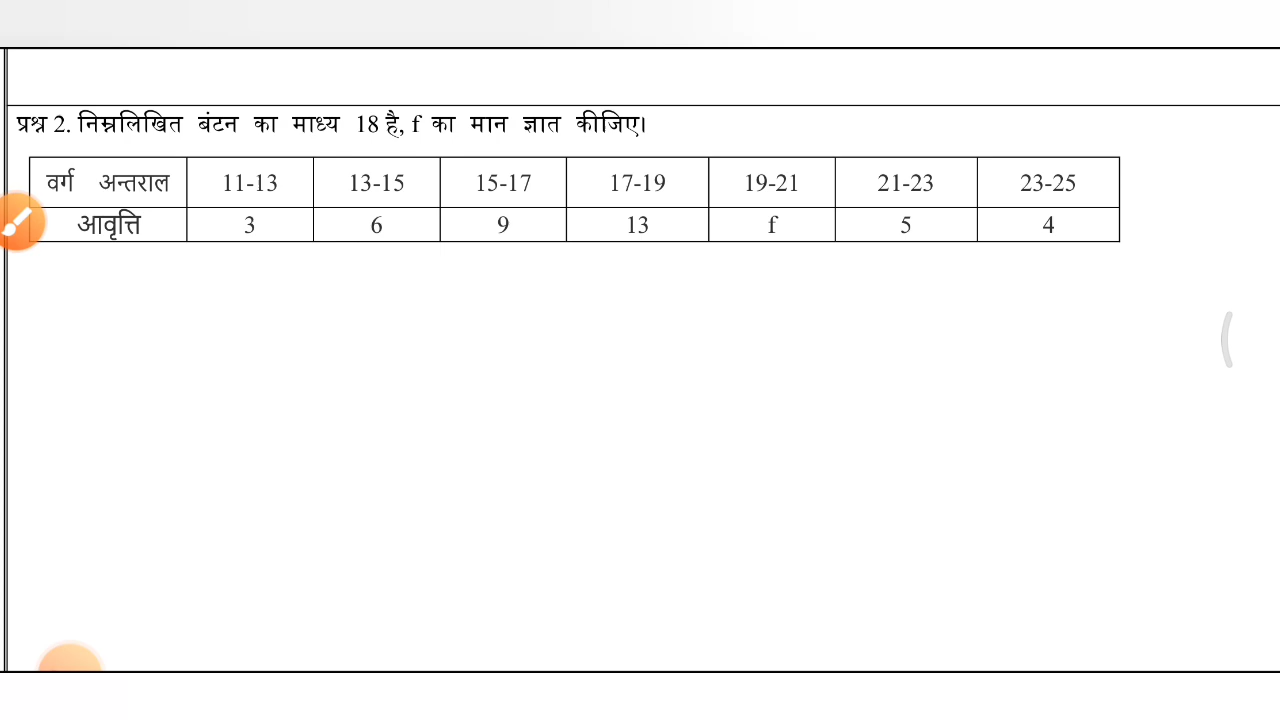 प्रश्न 2. निम्नलिखित बंटन का माध्य 18 है, f का मान ज्ञात कीजिए।
वर्ग अन्तराल 11-13 13-15 15-17 17-19 19-21 21-23 23-25
आवृत्ति 3 6 9 13 f 5 4